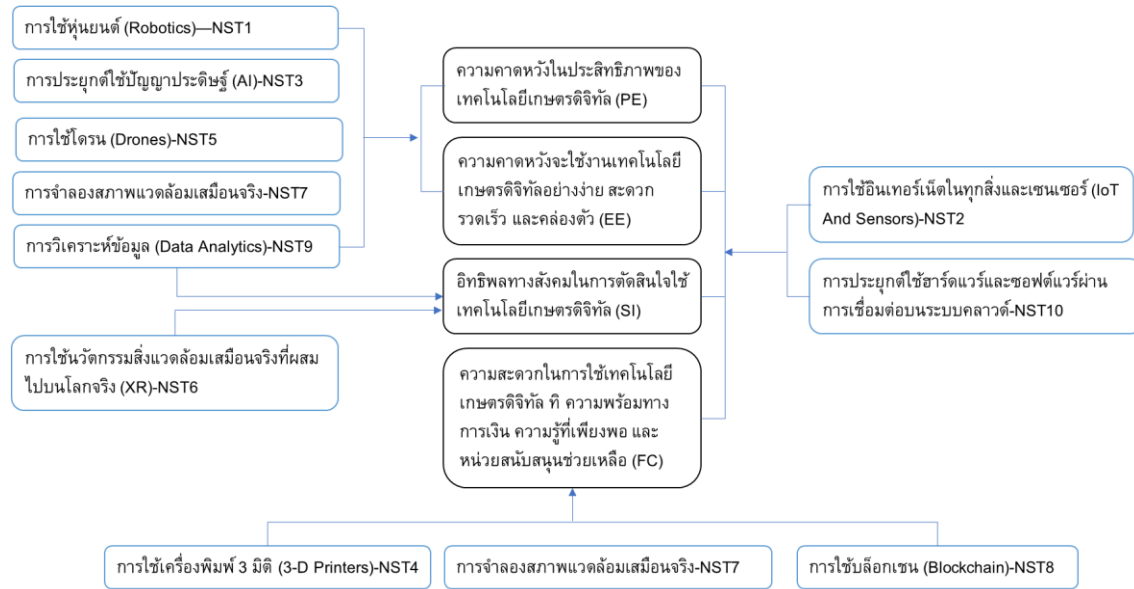 การใช้หุ่นยนต์ (Robotics)—NST1
การประยุกต์ใช้ปัญญาประดิษฐ์ (AI)-NST3
การใช้โดรน (Drones)-NST5
การจำลองสภาพแวดล้อมเสมือนจริง-NST7
การวิเคราะห์ข้อมูล (Data Analytics)-NST9
การใช้นวัตกรรมสิ่งแวดล้อมเสมือนจริงที่ผสม
ไปบนโลกจริง (XR)-NST6
ความคาดหวังในประสิทธิภาพของ
เทคโนโลยีเกษตรดิจิทัล (PE)
ความคาดหวังจะใช้งานเทคโนโลยี
เกษตรดิจิทัลอย่างง่าย สะดวก
รวดเร็ว และคล่องตัว (EE)
อิทธิพลทางสังคมในการตัดสินใจใช้
เทคโนโลยีเกษตรดิจิทัล (SI)
ความสะดวกในการใช้เทคโนโลยี
เกษตรดิจิทัล ทิ ความพร้อมทาง
การเงิน ความรู้ที่เพียงพอ และ
หน่วยสนับสนุนช่วยเหลือ (FC)
การใช้อินเทอร์เน็ตในทุกสิ่งและเซนเซอร์ (IoT
And Sensors)-NST2
การประยุกต์ใช้ฮาร์ดแวร์และซอฟต์แวร์ผ่าน
การเชื่อมต่อบนระบบคลาวด์-NST10
การใช้เครื่องพิมพ์ 3 มิติ (3-D Printers)-NST4
การจำลองสภาพแวดล้อมเสมือนจริง-NST7
การใช้บล็อกเชน (Blockchain)-NST8